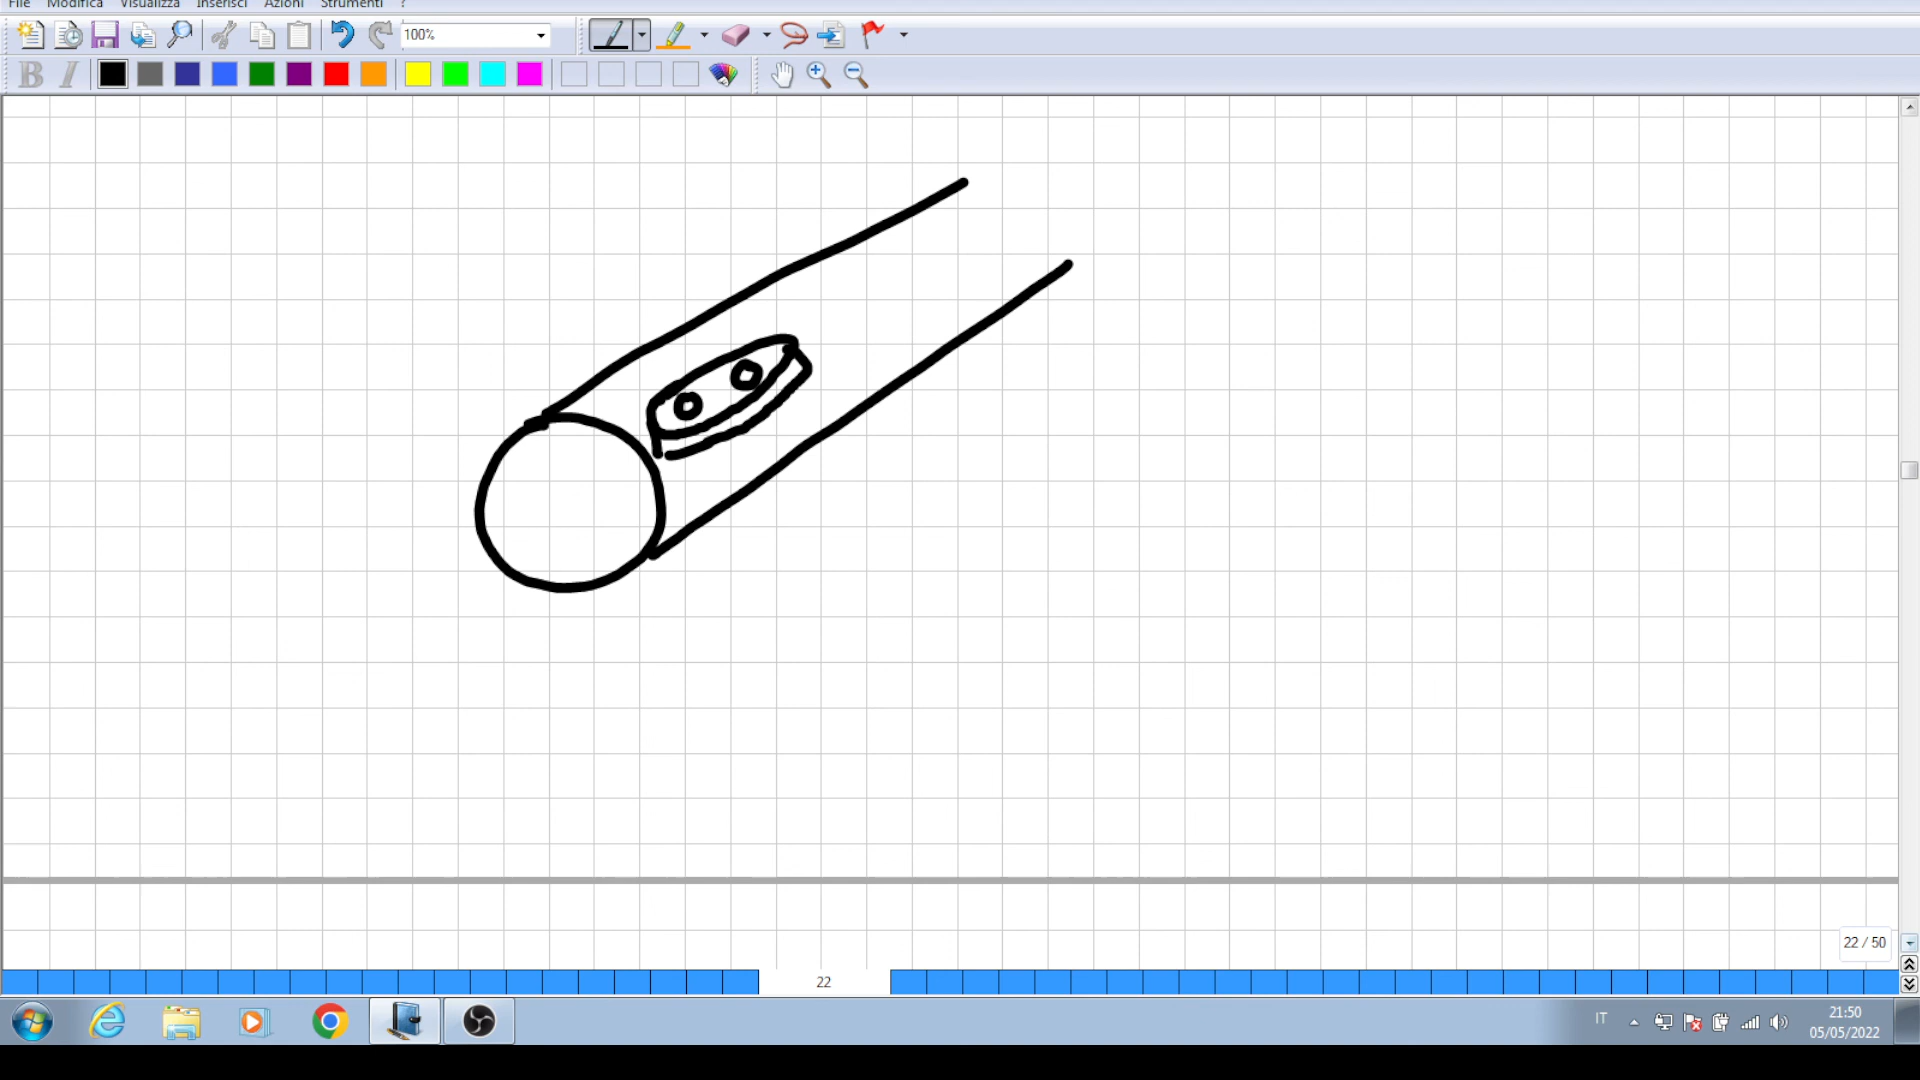 File Modifica Visualizza Inserisci Azioni Strumenti ?
100%
B I
22 / 50
22
IT
21:50
05/05/2022